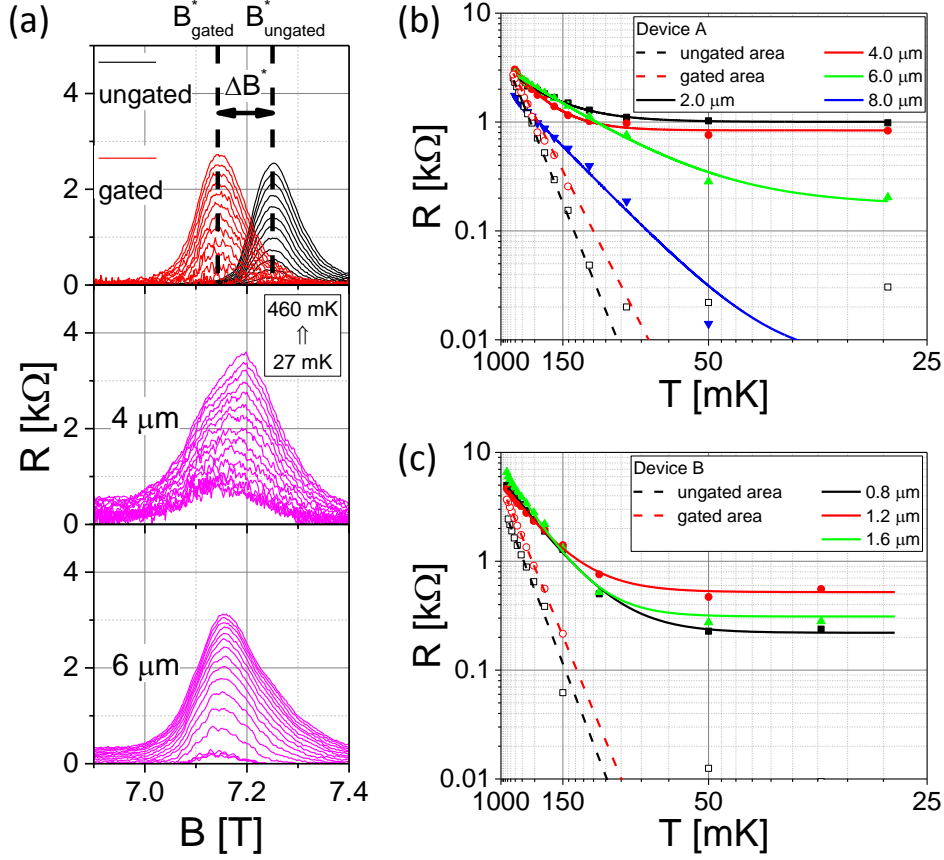 (a)
B*gated B*ungated
ΔB*
ungated
gated
4
2
0
460 mK
⇑
27 mK
4 μm
4
2
0
6 μm
4
2
0
R [kΩ]
7.0 7.2 7.4
B [T]
(b)
Device A
ungated area
gated area
2.0 μm
4.0 μm
6.0 μm
8.0 μm
10
1
0.1
0.01
R [kΩ]
1000 150 50 25
T [mK]
(c)
Device B
ungated area
gated area
0.8 μm
1.2 μm
1.6 μm
10
1
0.1
0.01
R [kΩ]
1000 150 50 25
T [mK]